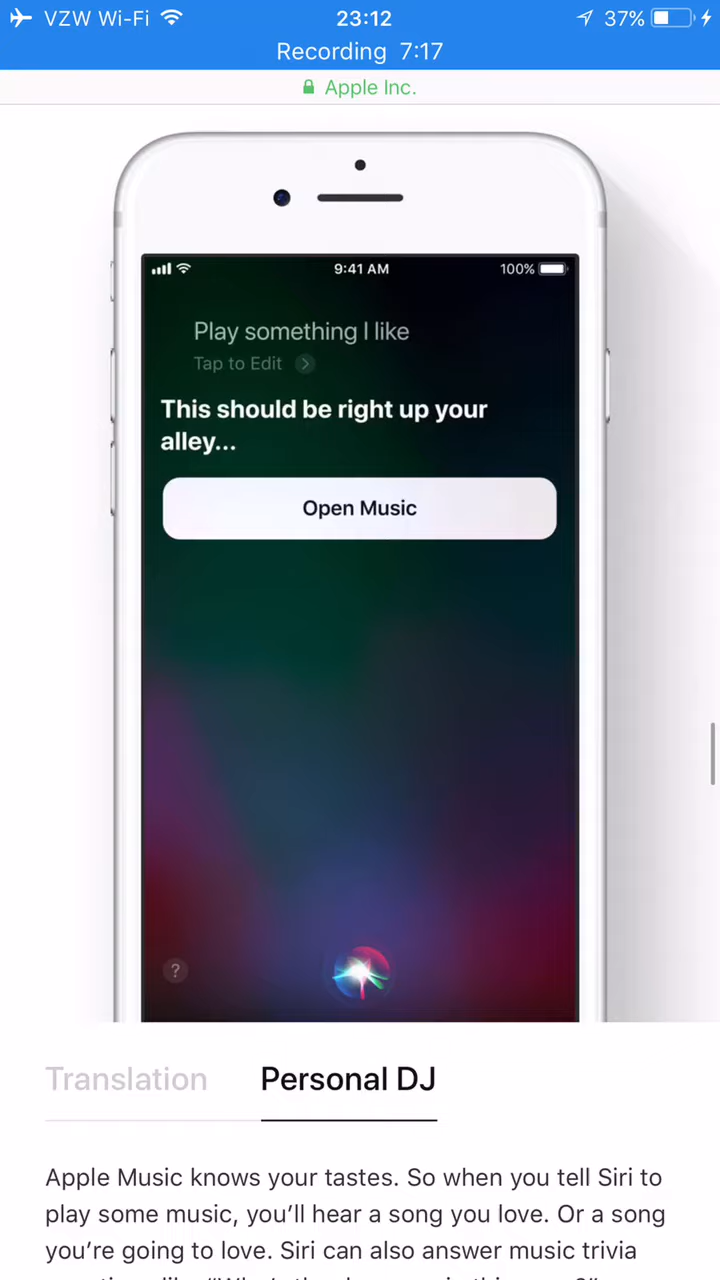 VZW Wi-Fi 23:12 37%
Recording 7:17
Apple Inc.
9:41 AM 100%
Play something I like
Tap to Edit
This should be right up your
alley...
Open Music
?
Translation Personal DJ
Apple Music knows your tastes. So when you tell Siri to
play some music, you’ll hear a song you love. Or a song
you’re going to love. Siri can also answer music trivia